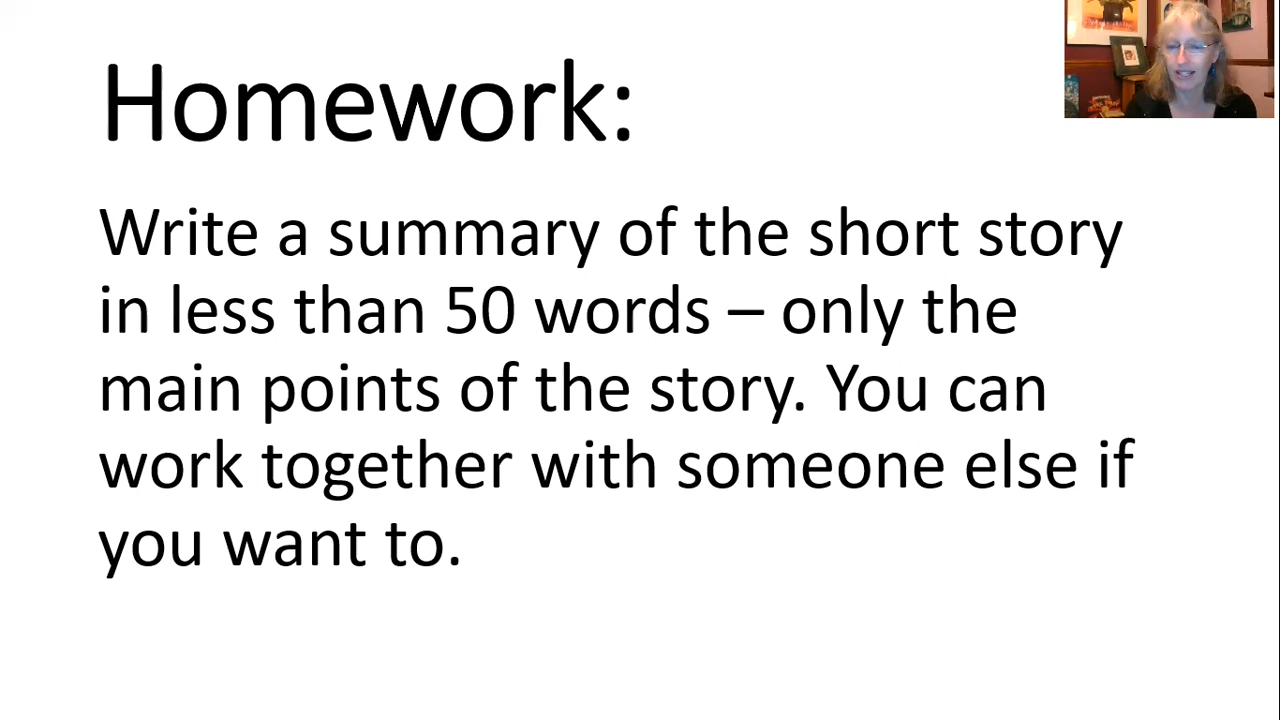 Homework:
Write a summary of the short story
in less than 50 words – only the
main points of the story. You can
work together with someone else if
you want to.